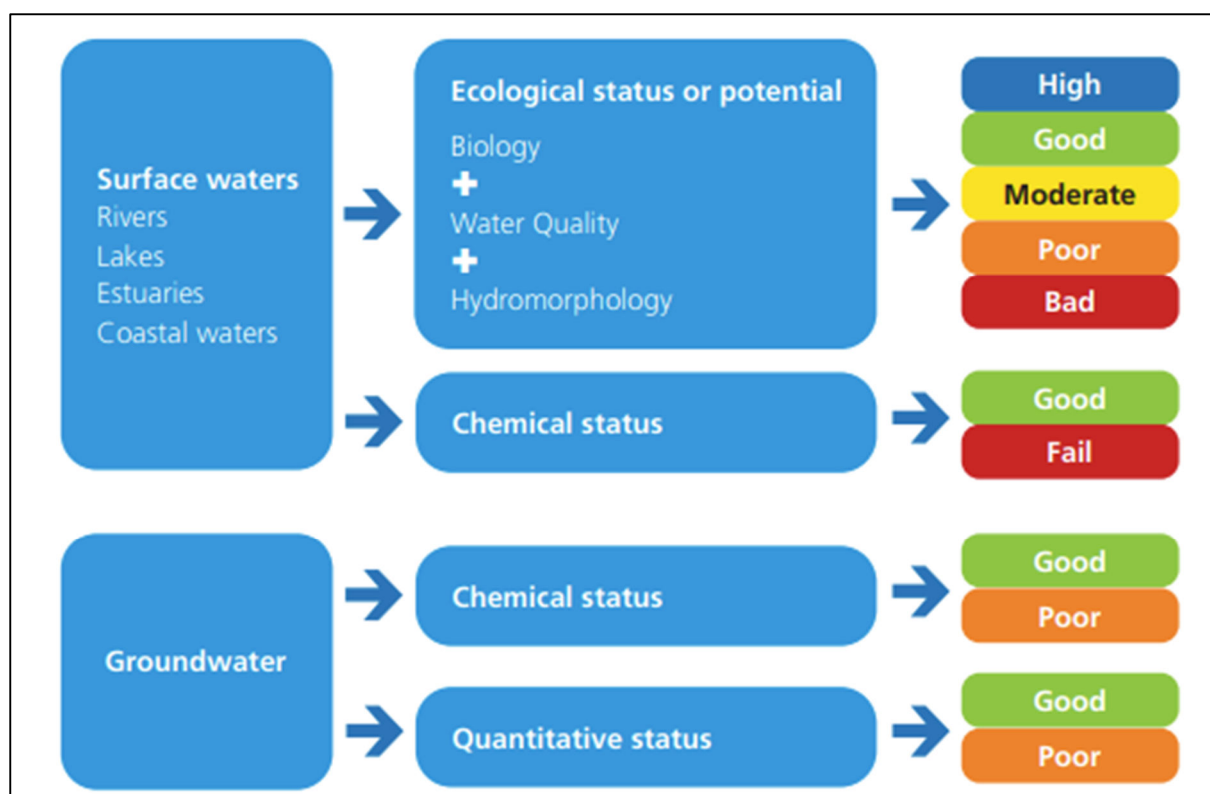 Surface waters
Rivers
Lakes
Estuaries
Coastal waters
Ecological status or potential
Biology
+
Water Quality
+
Hydromorphology
High
Good
Moderate
Poor
Bad
Chemical status
Good
Fail
Groundwater
Chemical status
Good
Poor
Quantitative status
Good
Poor